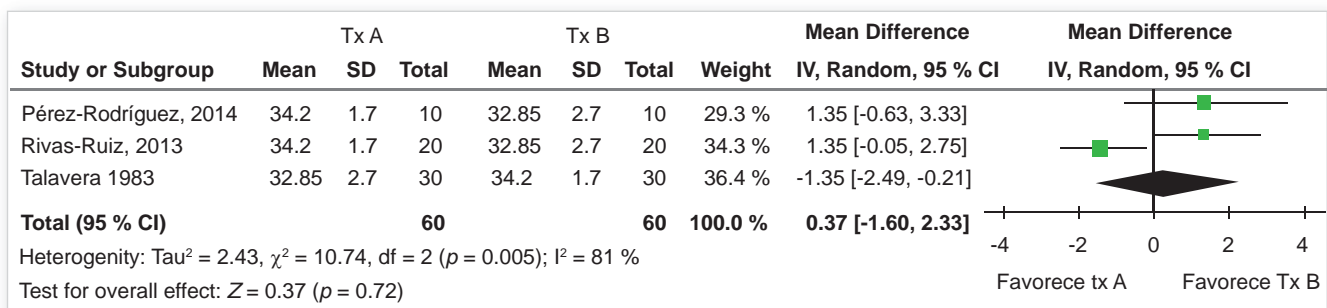 Tx A Tx B Mean Difference Mean Difference
Study or Subgroup Mean SD Total Mean SD Total Weight IV, Random, 95 % CI IV, Random, 95 % CI
Pérez-Rodríguez, 2014 34.2 1.7 10 32.85 2.7 10 29.3 % 1.35 [-0.63, 3.33]
Rivas-Ruiz, 2013 34.2 1.7 20 32.85 2.7 20 34.3 % 1.35 [-0.05, 2.75]
Talavera 1983 32.85 2.7 30 34.2 1.7 30 36.4 % -1.35 [-2.49, -0.21]
Total (95 % CI) 60 60 100.0 % 0.37 [-1.60, 2.33]
-4 -2 0 2 4
Heterogenity: Tau² = 2.43, χ² = 10.74, df = 2 (p = 0.005); I² = 81 %
Favorece tx A Favorece Tx B
Test for overall effect: Z = 0.37 (p = 0.72)